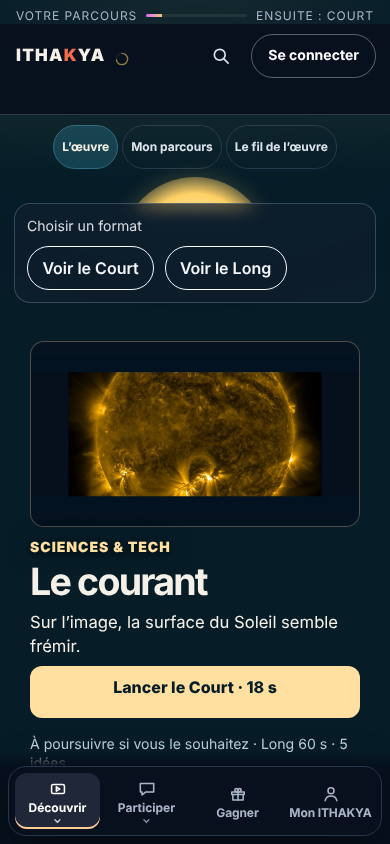 VOTRE PARCOURS ENSUITE : COURT
ITHAKYA Se connecter
L’œuvre Mon parcours Le fil de l’œuvre
Choisir un format
Voir le Court Voir le Long
SCIENCES & TECH
Le courant
Sur l’image, la surface du Soleil semble
frémir.
Lancer le Court · 18 s
À poursuivre si vous le souhaitez · Long 60 s · 5
idées
Découvrir Participer Gagner Mon ITHAKYA